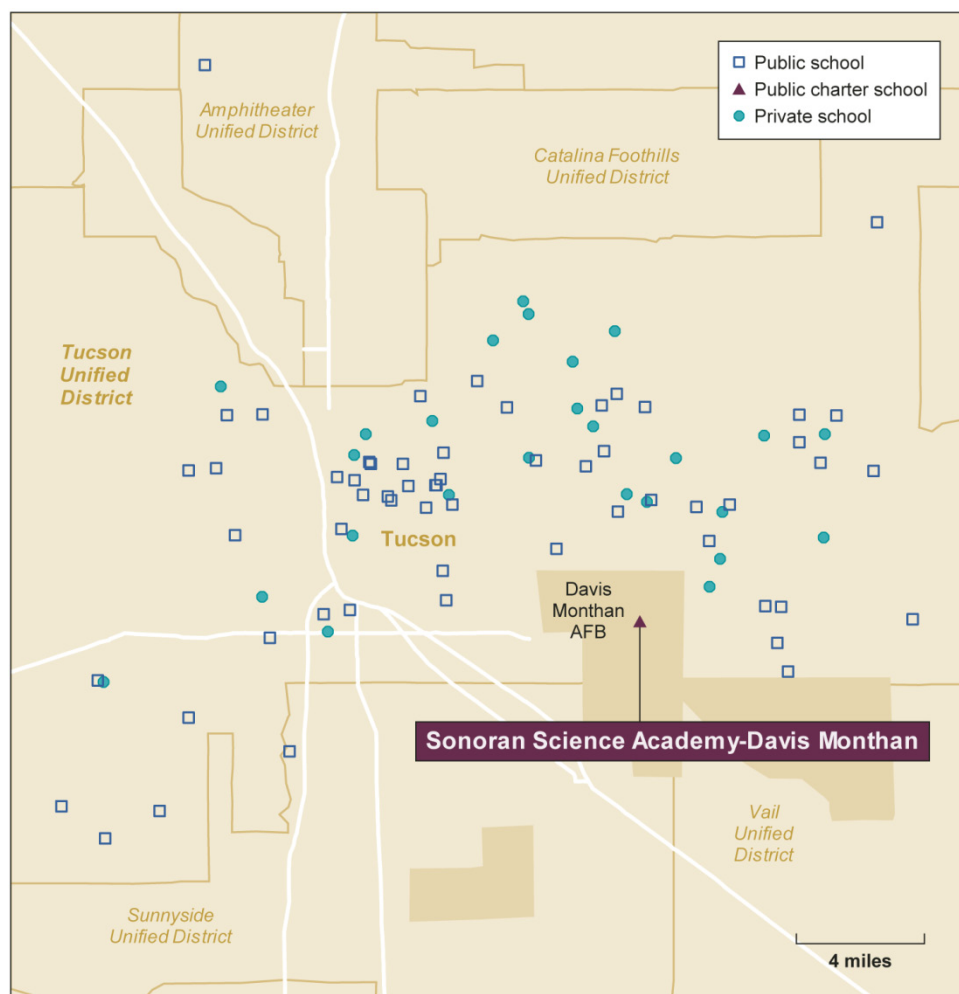 Public school
Public charter school
Private school
Amphitheater
Unified District
Catalina Foothills
Unified District
Tucson
Unified
District
Tucson
Davis
Monthan
AFB
Sonoran Science Academy-Davis Monthan
Vail
Unified
District
Sunnyside
Unified District
4 miles